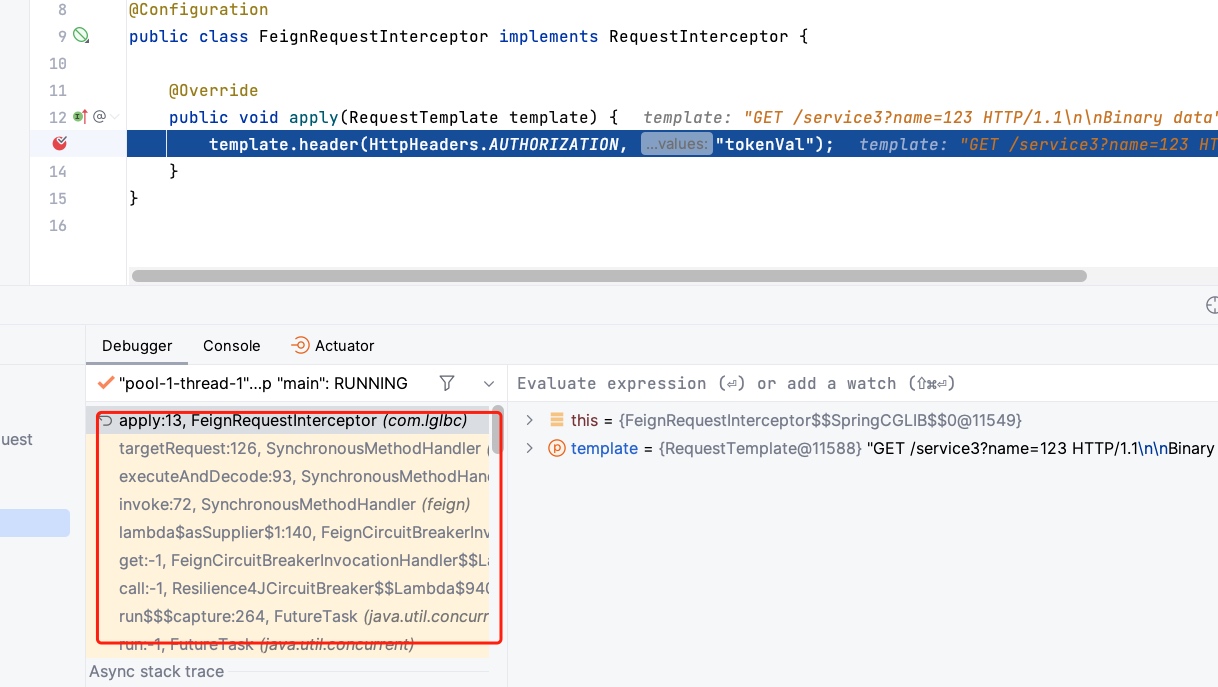 8 @Configuration
9 public class FeignRequestInterceptor implements RequestInterceptor {
10
11 @Override
12 @ public void apply(RequestTemplate template) { template: "GET /service3?name=123 HTTP/1.1\n\nBinary data"
template.header(HttpHeaders.AUTHORIZATION, ...values: "tokenVal"); template: "GET /service3?name=123 HT
14 }
15 }
16
Debugger Console Actuator
"pool-1-thread-1"...p "main": RUNNING
Evaluate expression (⏎) or add a watch (⇧⌘⏎)
apply:13, FeignRequestInterceptor (com.lglbc)
this = {FeignRequestInterceptor$$SpringCGLIB$$0@11549}
uest
targetRequest:126, SynchronousMethodHandler (
template = {RequestTemplate@11588} "GET /service3?name=123 HTTP/1.1\n\nBinary
executeAndDecode:93, SynchronousMethodHan
invoke:72, SynchronousMethodHandler (feign)
lambda$asSupplier$1:140, FeignCircuitBreakerInv
get:-1, FeignCircuitBreakerInvocationHandler$$La
call:-1, Resilience4JCircuitBreaker$$Lambda$940
run$$$capture:264, FutureTask (java.util.concurr
run:-1, FutureTask (java.util.concurrent)
Async stack trace